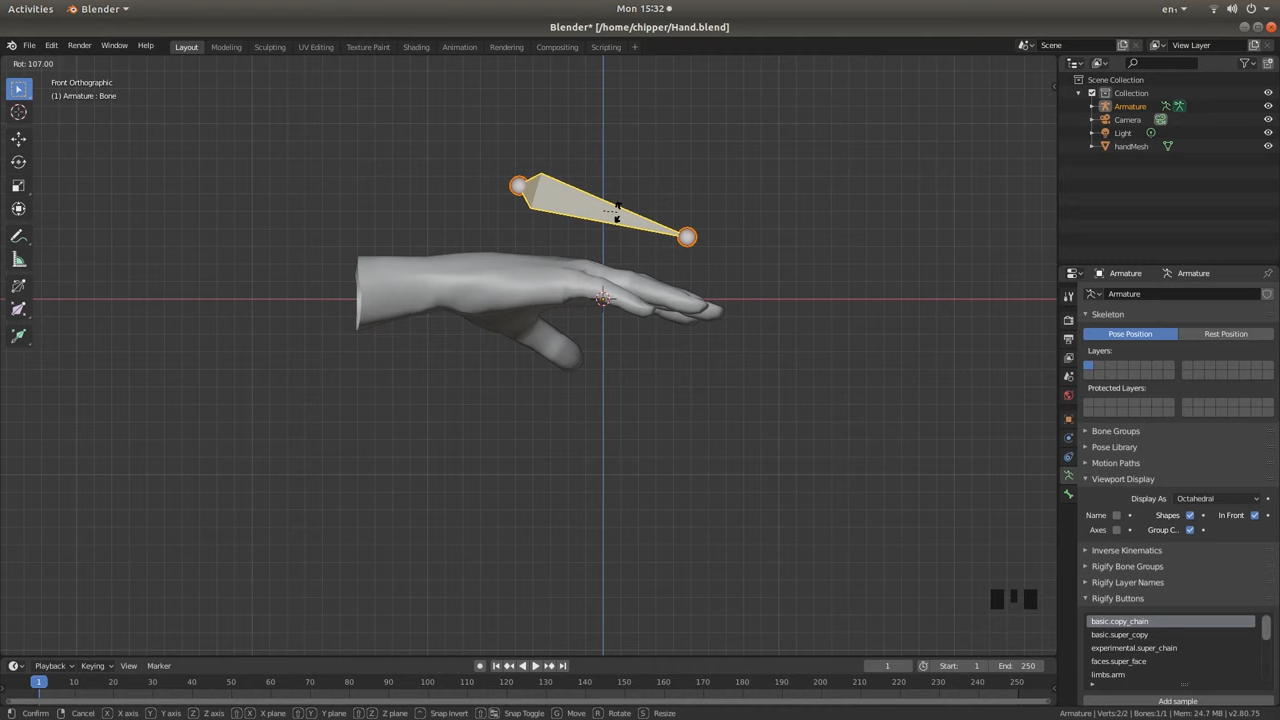 Activities Blender Mon 15:32 en₁
Blender* [/home/chipper/Hand.blend]
File Edit Render Window Help Layout Modeling Sculpting UV Editing Texture Paint Shading Animation Rendering Compositing Scripting + Scene View Layer
Rot: 107.00
Front Orthographic
(1) Armature : Bone
Scene Collection
Collection
Armature
Camera
Light
handMesh
Armature Armature
Armature
Skeleton
Pose Position Rest Position
Layers:
Protected Layers:
Bone Groups
Pose Library
Motion Paths
Viewport Display
Display As Octahedral
Name Shapes In Front
Axes Group C..
Inverse Kinematics
Rigify Bone Groups
Rigify Layer Names
Rigify Buttons
basic.copy_chain
basic.super_copy
experimental.super_chain
faces.super_face
limbs.arm
Add sample
Playback Keying View Marker 1 Start: 1 End: 250
1 10 20 30 40 50 60 70 80 90 100 110 120 130 140 150 160 170 180 190 200 210 220 230 240 250
Confirm Cancel X X axis Y Y axis Z Z axis X X plane Y Y plane Z Z plane Snap Invert Snap Toggle G Move R Rotate S Resize Armature | Verts:2/2 | Bones:1/1 | Mem: 24.7 MB | v2.80.75